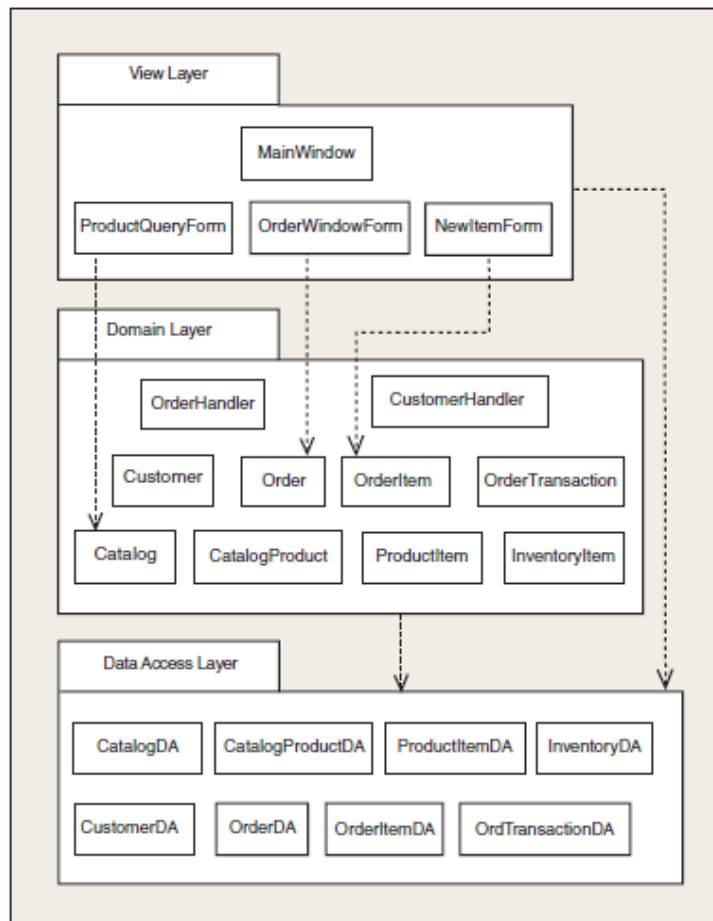 View Layer
MainWindow
ProductQueryForm
OrderWindowForm
NewItemForm
Domain Layer
OrderHandler
CustomerHandler
Customer
Order
OrderItem
OrderTransaction
Catalog
CatalogProduct
ProductItem
InventoryItem
Data Access Layer
CatalogDA
CatalogProductDA
ProductItemDA
InventoryDA
CustomerDA
OrderDA
OrderItemDA
OrdTransactionDA